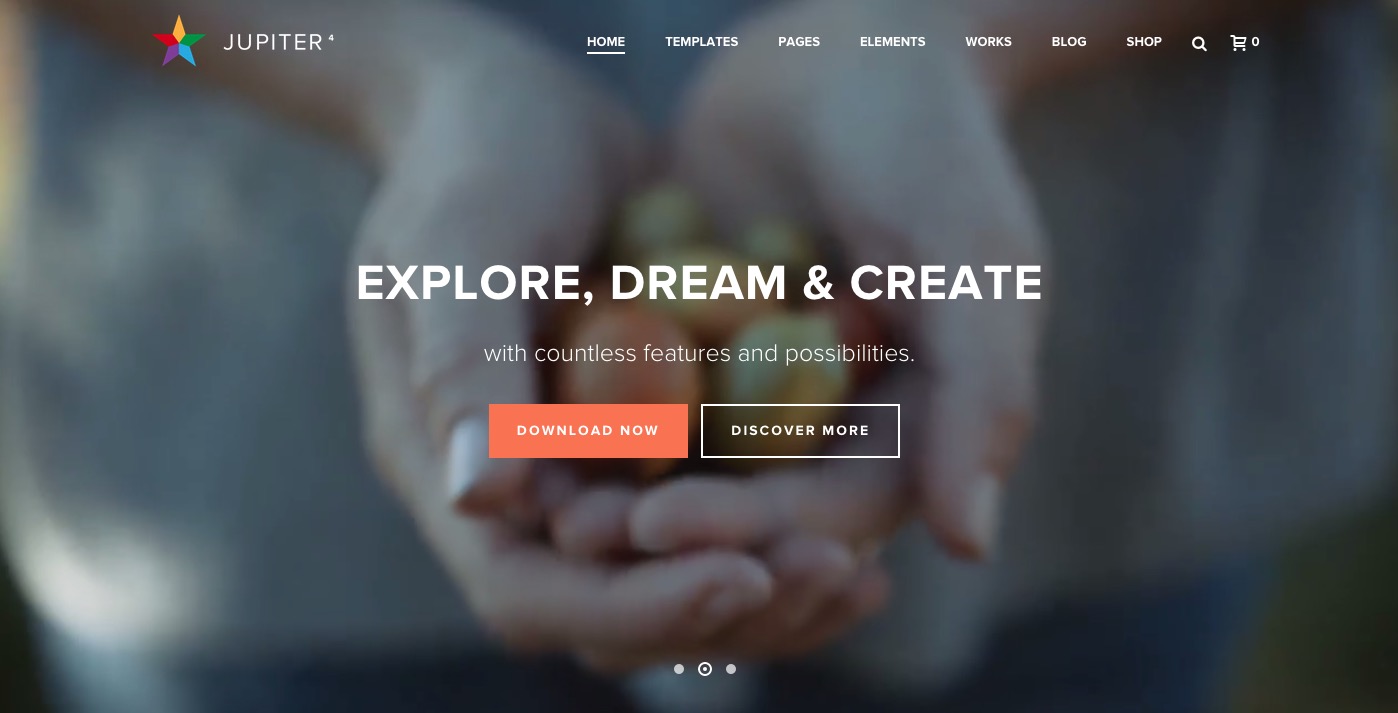 JUPITER 4
HOME TEMPLATES PAGES ELEMENTS WORKS BLOG SHOP 0
EXPLORE, DREAM & CREATE
with countless features and possibilities.
DOWNLOAD NOW DISCOVER MORE